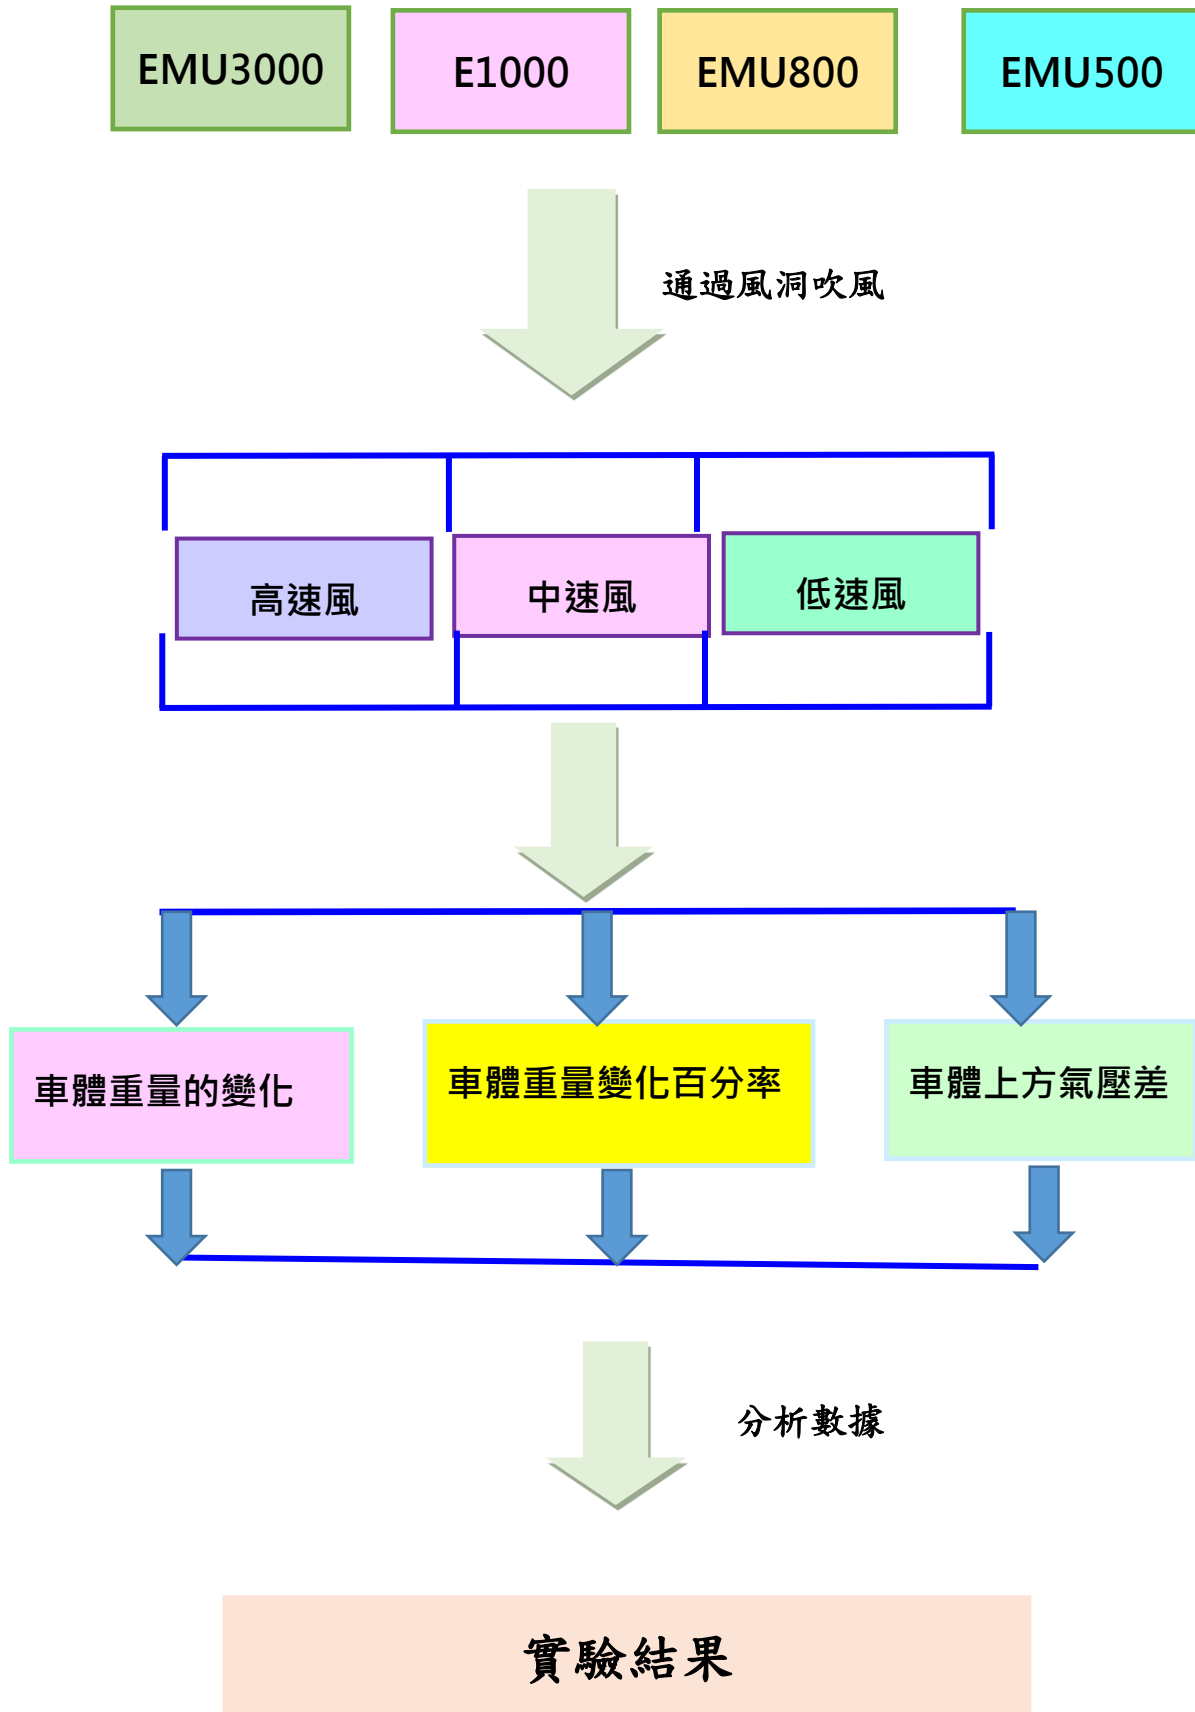 EMU3000
E1000
EMU800
EMU500
通過風洞吹風
高速風
中速風
低速風
車體重量的變化
車體重量變化百分率
車體上方氣壓差
分析數據
實驗結果